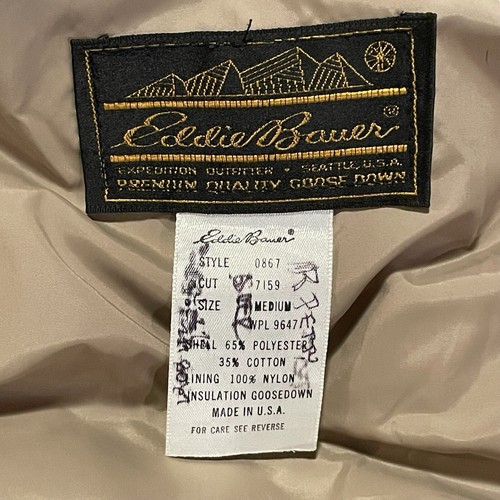 Eddie Bauer®
EXPEDITION OUTFITTER • SEATTLE, U.S.A.
PREMIUM QUALITY GOOSE DOWN
Eddie Bauer®
STYLE 0867
CUT 7159
SIZE MEDIUM
WPL 9647
SHELL 65% POLYESTER
35% COTTON
LINING 100% NYLON
INSULATION GOOSEDOWN
MADE IN U.S.A.
FOR CARE SEE REVERSE